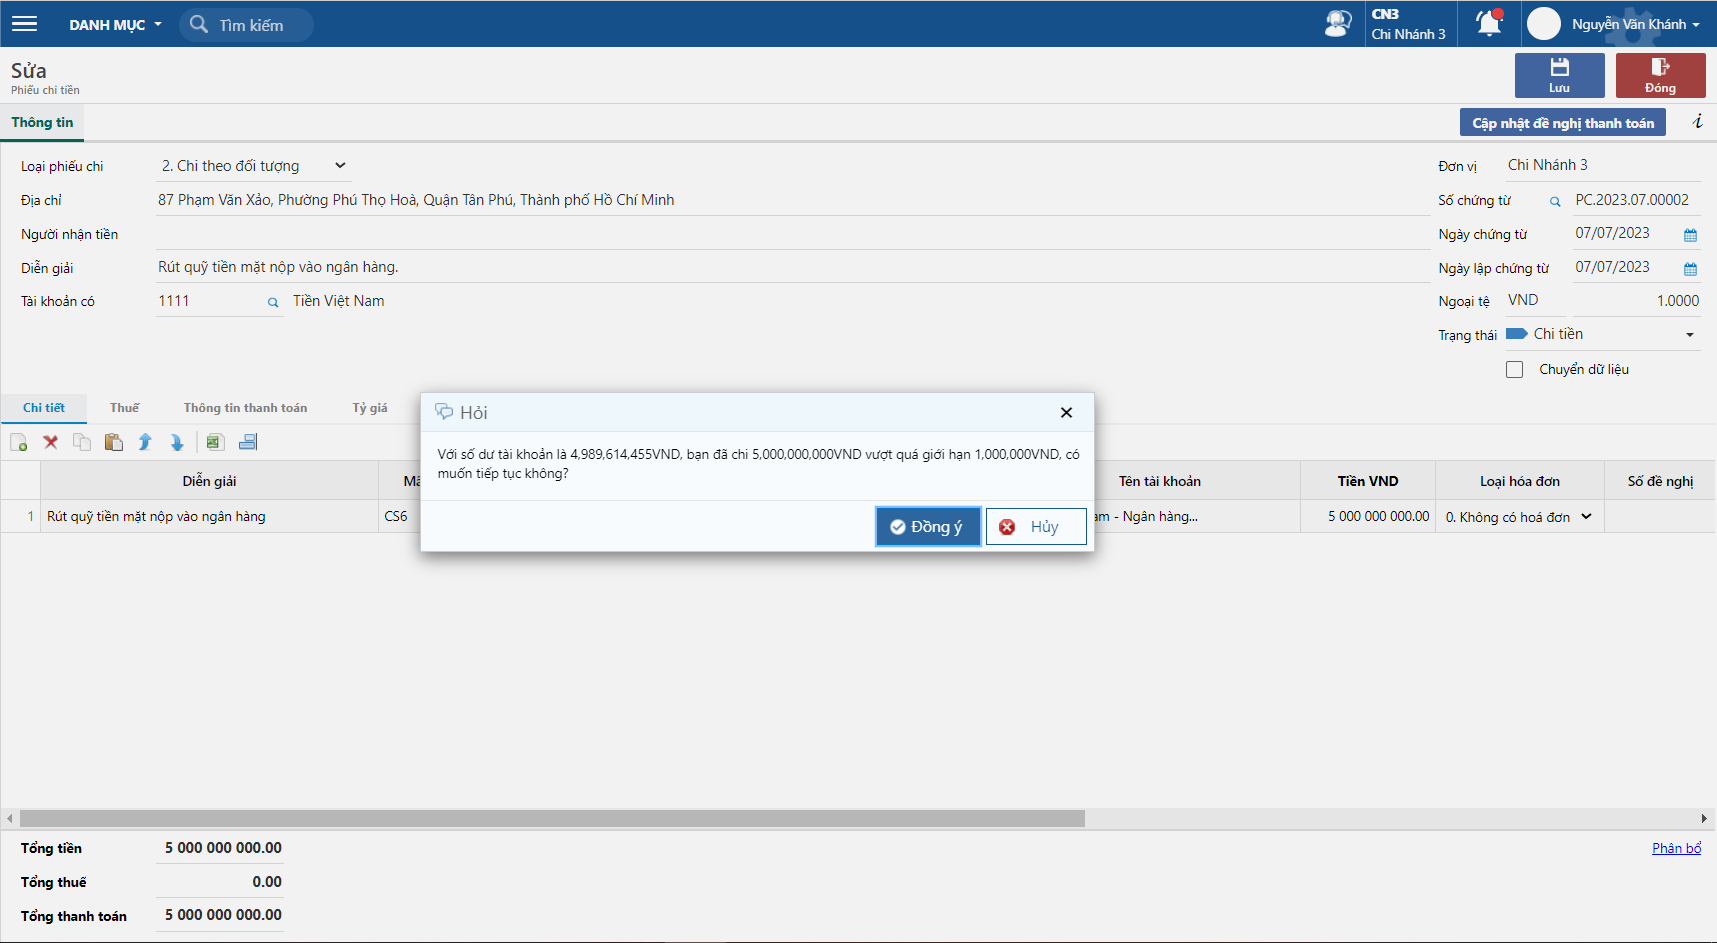 DANH MỤC
Tìm kiếm
CN3
Chi Nhánh 3
Nguyễn Văn Khánh
Sửa
Phiếu chi tiền
Lưu
Đóng
Thông tin
Cập nhật đề nghị thanh toán
i
Loại phiếu chi
2. Chi theo đối tượng
Đơn vị
Chi Nhánh 3
Địa chỉ
87 Phạm Văn Xảo, Phường Phú Thọ Hoà, Quận Tân Phú, Thành phố Hồ Chí Minh
Số chứng từ
PC.2023.07.00002
Người nhận tiền
Ngày chứng từ
07/07/2023
Diễn giải
Rút quỹ tiền mặt nộp vào ngân hàng.
Ngày lập chứng từ
07/07/2023
Tài khoản có
1111
Tiền Việt Nam
Ngoại tệ
VND
1.0000
Trạng thái
Chi tiền
Chuyển dữ liệu
Chi tiết
Thuế
Thông tin thanh toán
Tỷ giá
Hỏi
Với số dư tài khoản là 4,989,614,455VND, bạn đã chi 5,000,000,000VND vượt quá giới hạn 1,000,000VND, có
muốn tiếp tục không?
Đồng ý
Hủy
Diễn giải
Mã
Tên tài khoản
Tiền VND
Loại hóa đơn
Số đề nghị
1
Rút quỹ tiền mặt nộp vào ngân hàng
CS6
am - Ngân hàng...
5 000 000 000.00
0. Không có hoá đơn
Tổng tiền
5 000 000 000.00
Phân bổ
Tổng thuế
0.00
Tổng thanh toán
5 000 000 000.00